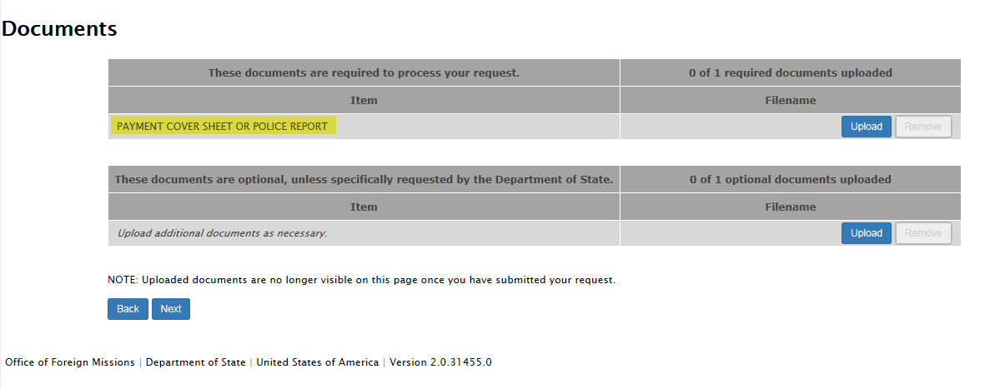 Documents
These documents are required to process your request. 0 of 1 required documents uploaded
Item Filename
PAYMENT COVER SHEET OR POLICE REPORT Upload Remove
These documents are optional, unless specifically requested by the Department of State. 0 of 1 optional documents uploaded
Item Filename
Upload additional documents as necessary. Upload Remove
NOTE: Uploaded documents are no longer visible on this page once you have submitted your request.
Back Next
Office of Foreign Missions | Department of State | United States of America | Version 2.0.31455.0